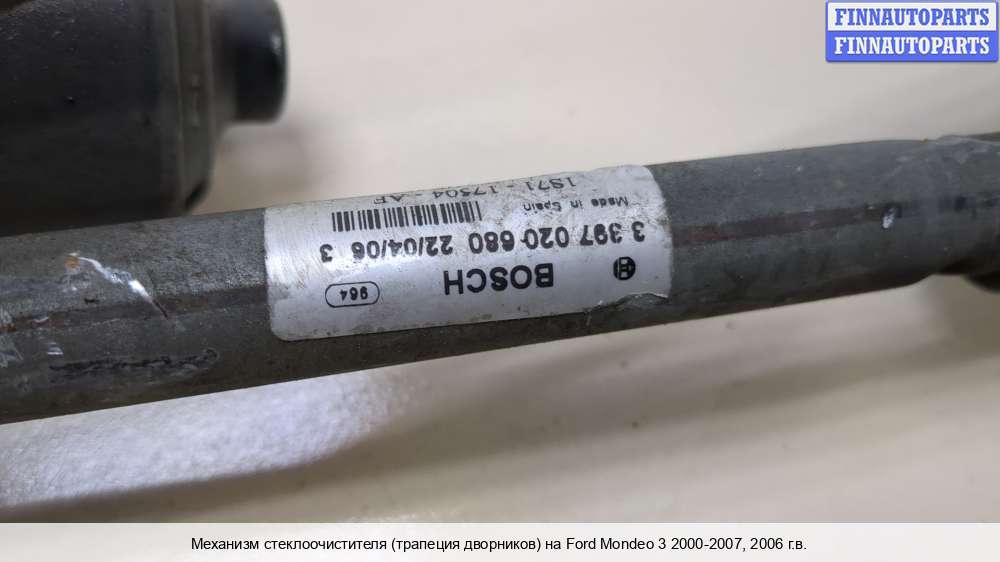 FINNAUTOPARTS
FINNAUTOPARTS
BOSCH
964
3 397 020 680 22/04/06 3
Made in Spain
1S71 - 17504 - AF
Механизм стеклоочистителя (трапеция дворников) на Ford Mondeo 3 2000-2007, 2006 г.в.